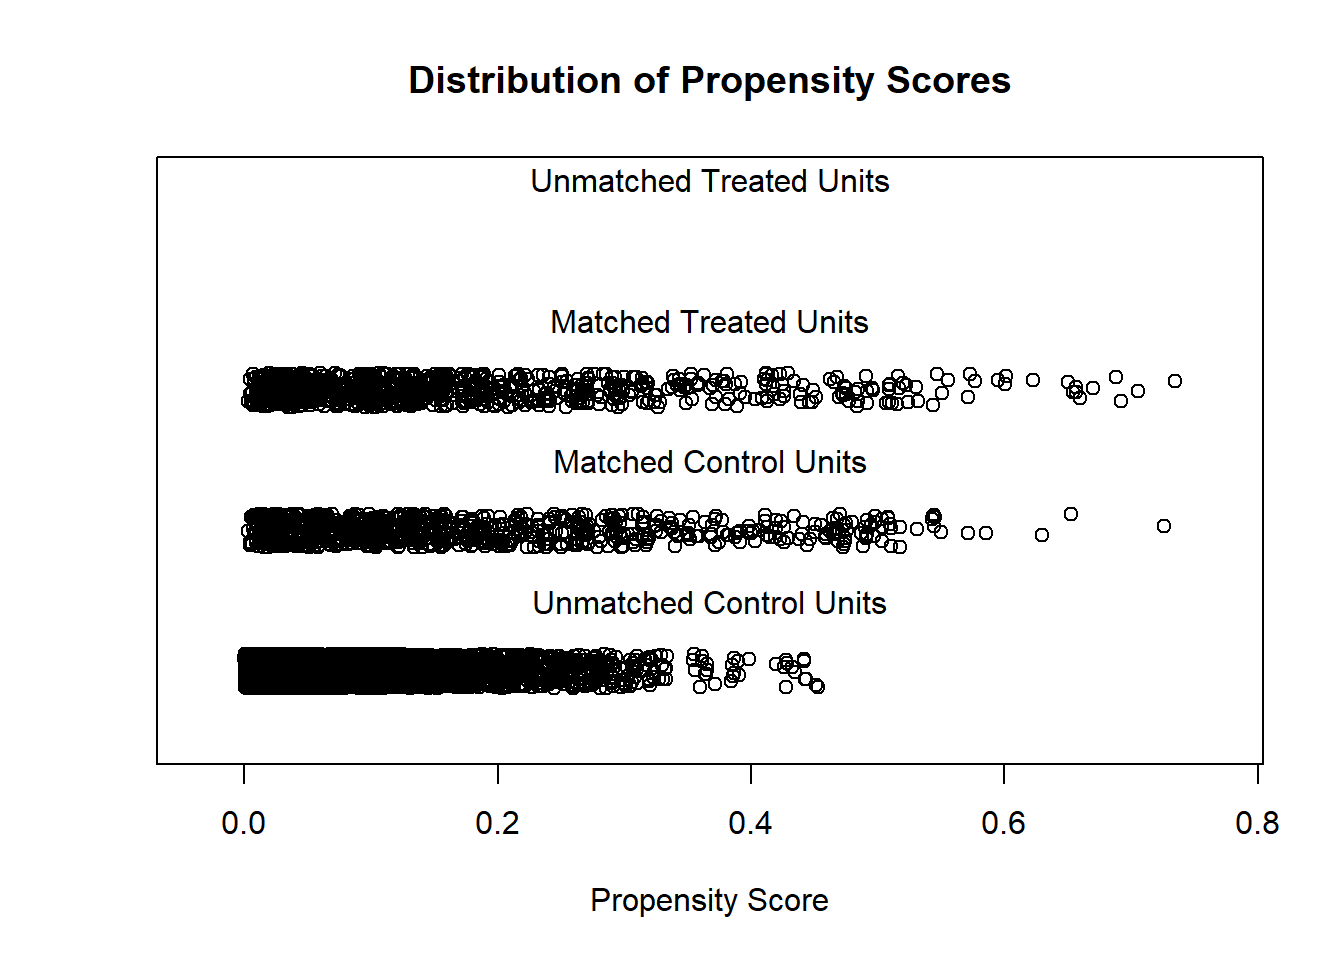 Distribution of Propensity Scores
Unmatched Treated Units
Matched Treated Units
Matched Control Units
Unmatched Control Units
0.0 0.2 0.4 0.6 0.8
Propensity Score